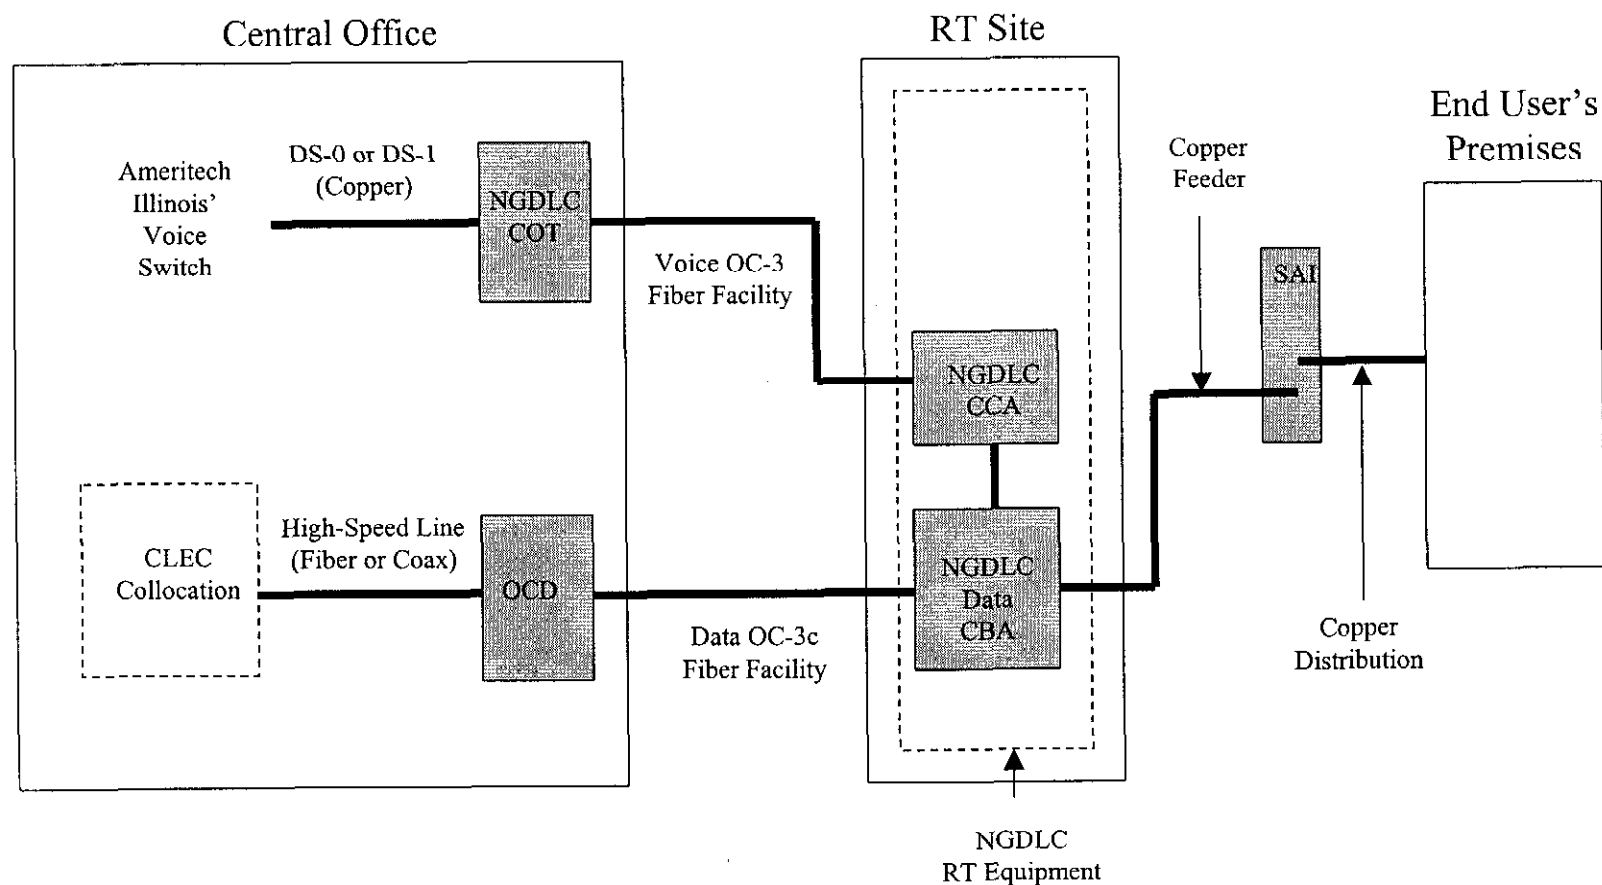 Central Office
RT Site
End User's
Premises
Ameritech
Illinois'
Voice
Switch
DS-0 or DS-1
(Copper)
NGDLC
COT
Voice OC-3
Fiber Facility
NGDLC
CCA
Copper
Feeder
SAI
CLEC
Collocation
High-Speed Line
(Fiber or Coax)
OCD
Data OC-3c
Fiber Facility
NGDLC
Data
CBA
Copper
Distribution
NGDLC
RT Equipment